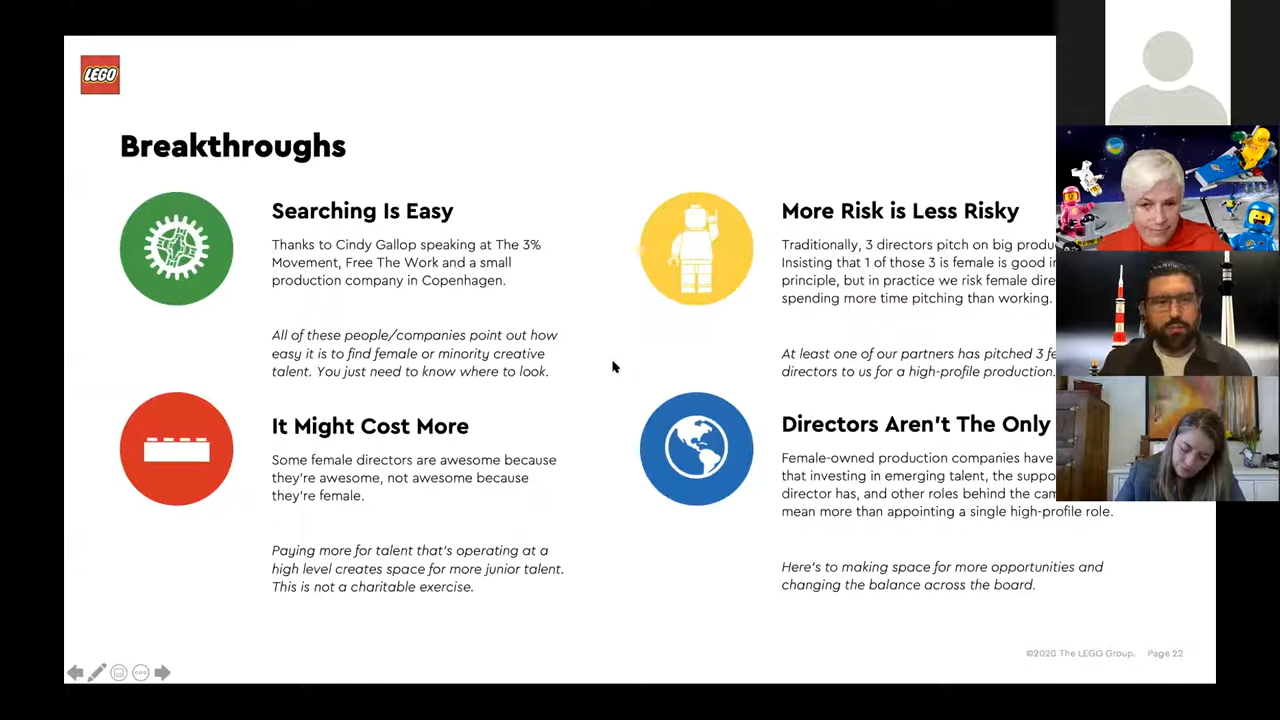 LEGO
Breakthroughs
Searching Is Easy
Thanks to Cindy Gallop speaking at The 3%
Movement, Free The Work and a small
production company in Copenhagen.
All of these people/companies point out how
easy it is to find female or minority creative
talent. You just need to know where to look.
It Might Cost More
Some female directors are awesome because
they're awesome, not awesome because
they're female.
Paying more for talent that's operating at a
high level creates space for more junior talent.
This is not a charitable exercise.
More Risk is Less Risky
Traditionally, 3 directors pitch on big
Insisting that 1 of those 3 is female is good
principle, but in practice we risk female
spending more time pitching than working.
At least one of our partners has pitched 3
directors to us for a high-profile production.
Directors Aren't The Only
Female-owned production companies have
that investing in emerging talent, the
director has, and other roles behind the
mean more than appointing a single high-profile role.
Here's to making space for more opportunities and
changing the balance across the board.
©2020 The LEGO Group. Page 22